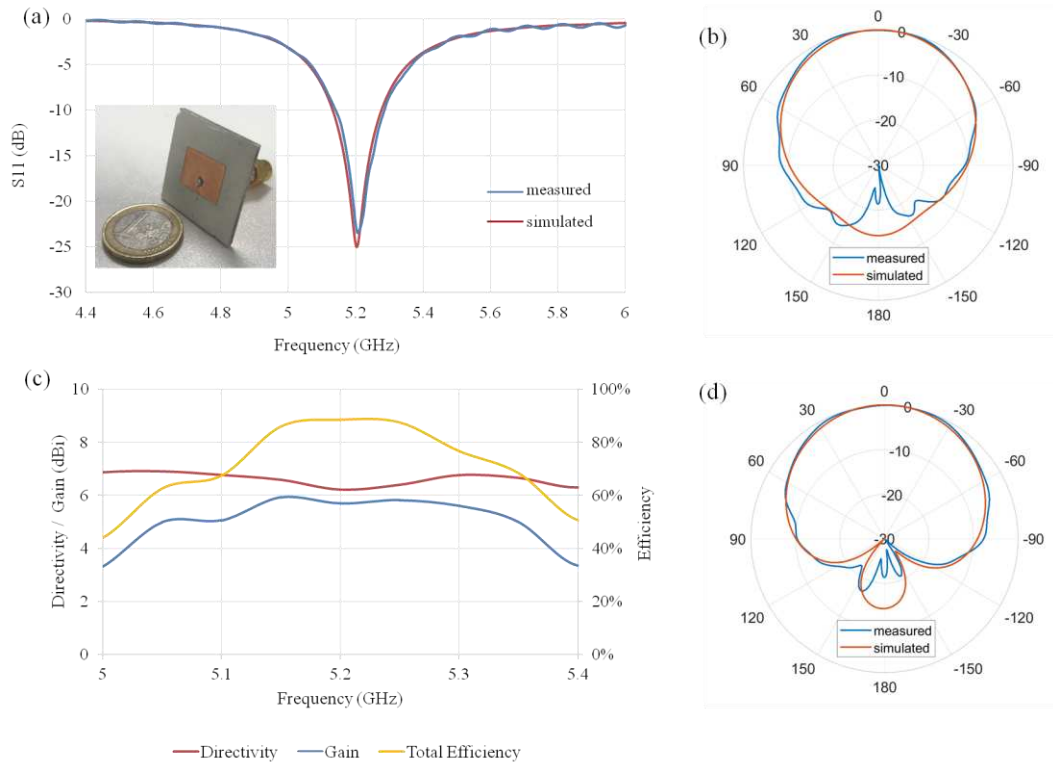 (a)
0
-5
-10
-15
-20
-25
-30
S11 (dB)
measured
simulated
4.4 4.6 4.8 5 5.2 5.4 5.6 5.8 6
Frequency (GHz)
(b)
0
30 0 -30
-10
60 -60
-20
90 -30 -90
120 -120
measured
simulated
150 -150
180
(c)
10 100%
8 80%
6 60%
4 40%
2 20%
0 0%
Directivity / Gain (dBi)
Efficiency
5 5.1 5.2 5.3 5.4
Frequency (GHz)
Directivity Gain Total Efficiency
(d)
0
30 0 -30
-10
60 -60
-20
90 -30 -90
120 -120
measured
simulated
150 -150
180